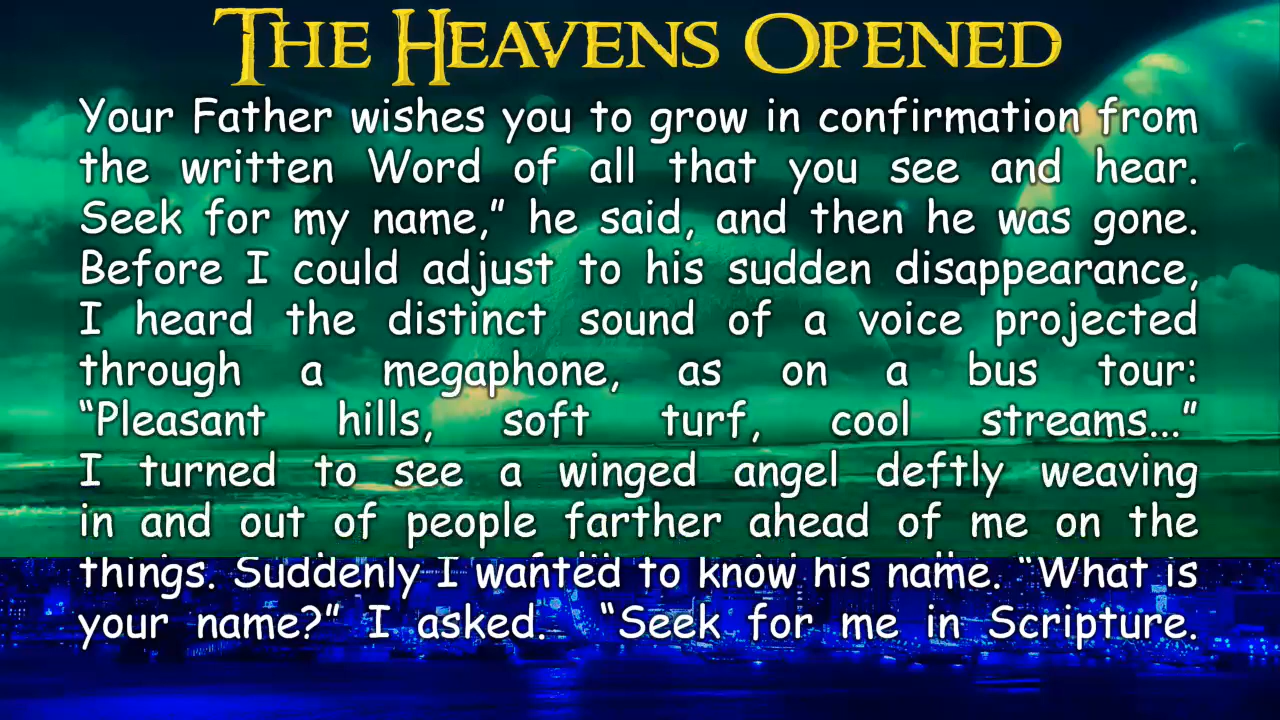 THE HEAVENS OPENED
Your Father wishes you to grow in confirmation from
the written Word of all that you see and hear.
Seek for my name,” he said, and then he was gone.
Before I could adjust to his sudden disappearance,
I heard the distinct sound of a voice projected
through a megaphone, as on a bus tour:
“Pleasant hills, soft turf, cool streams...”
I turned to see a winged angel deftly weaving
in and out of people farther ahead of me on the
things. Suddenly I wanted to know his name. “What is
your name?” I asked. “Seek for me in Scripture.